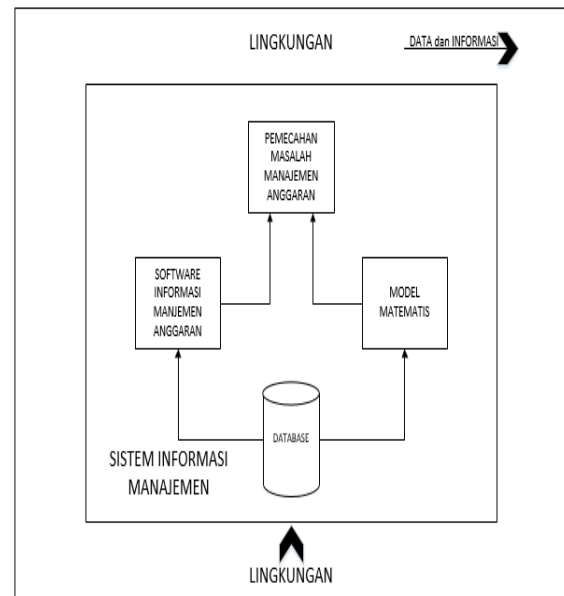 LINGKUNGAN
DATA dan INFORMASI
PEMECAHAN
MASALAH
MANAJEMEN
ANGGARAN
SOFTWARE
INFORMASI
MANJEMEN
ANGGARAN
MODEL
MATEMATIS
DATABASE
SISTEM INFORMASI
MANAJEMEN
LINGKUNGAN